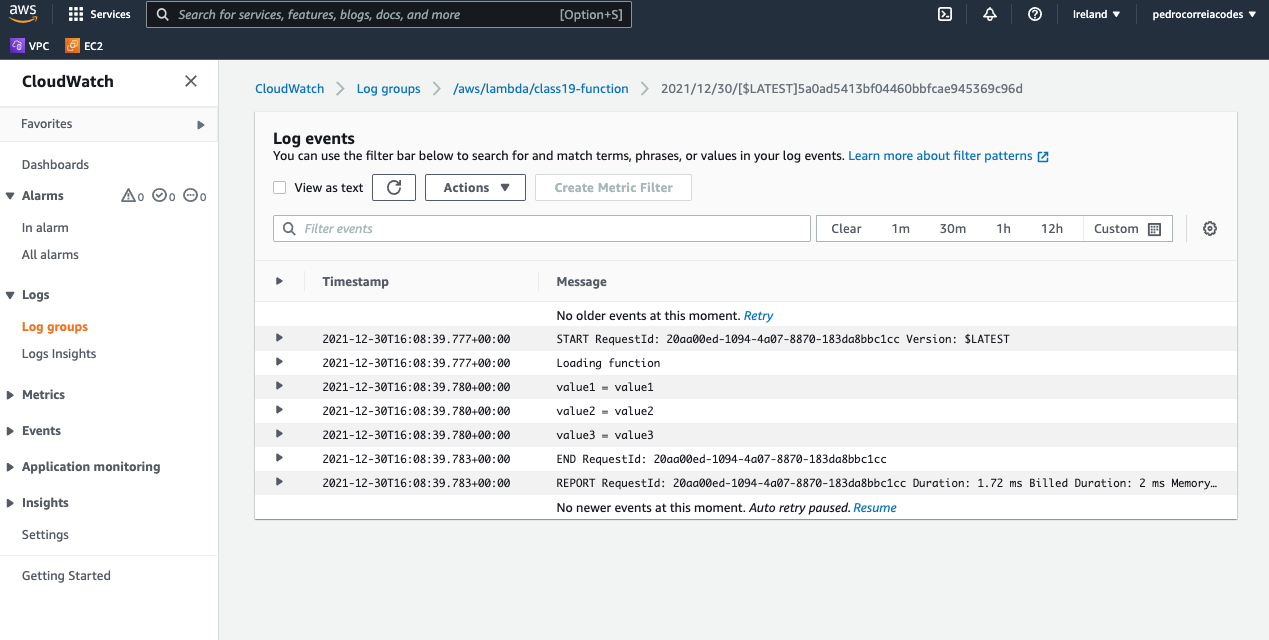 aws Services Search for services, features, blogs, docs, and more [Option+S] Ireland ▼ pedrocorreiacodes ▼
VPC EC2
CloudWatch
Favorites
Dashboards
Alarms 0 0 0
In alarm
All alarms
Logs
Log groups
Logs Insights
Metrics
Events
Application monitoring
Insights
Settings
Getting Started
CloudWatch > Log groups > /aws/lambda/class19-function > 2021/12/30/[$LATEST]5a0ad5413bf04460bbfcae945369c96d
Log events
You can use the filter bar below to search for and match terms, phrases, or values in your log events. Learn more about filter patterns
View as text Actions ▼ Create Metric Filter
Filter events Clear 1m 30m 1h 12h Custom
Timestamp Message
No older events at this moment. Retry
2021-12-30T16:08:39.777+00:00 START RequestId: 20aa00ed-1094-4a07-8870-183da8bbc1cc Version: $LATEST
2021-12-30T16:08:39.777+00:00 Loading function
2021-12-30T16:08:39.780+00:00 value1 = value1
2021-12-30T16:08:39.780+00:00 value2 = value2
2021-12-30T16:08:39.780+00:00 value3 = value3
2021-12-30T16:08:39.783+00:00 END RequestId: 20aa00ed-1094-4a07-8870-183da8bbc1cc
2021-12-30T16:08:39.783+00:00 REPORT RequestId: 20aa00ed-1094-4a07-8870-183da8bbc1cc Duration: 1.72 ms Billed Duration: 2 ms Memory…
No newer events at this moment. Auto retry paused. Resume